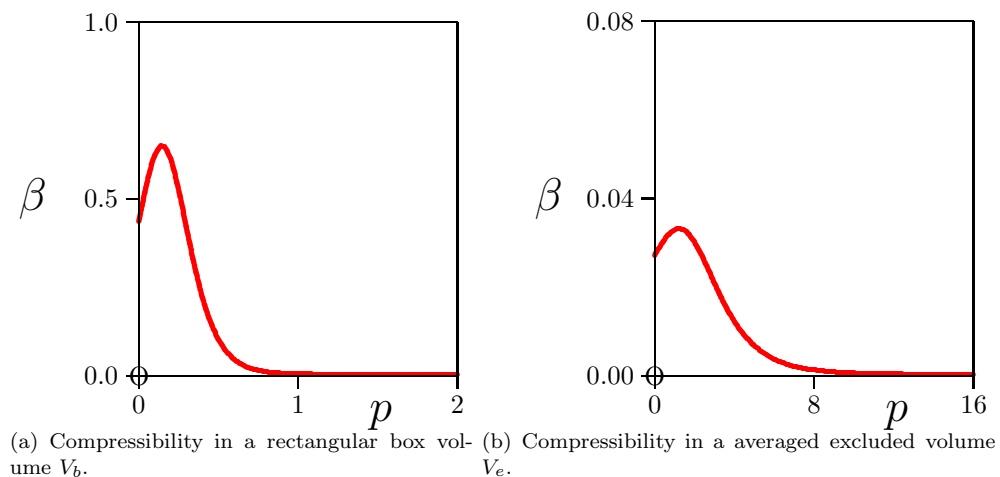 1.0
β
0.5
0.0
0
1
p
2
0.08
β
0.04
0.00
0
8
p
16
(a) Compressibility in a rectangular box vol-
ume V_b.
(b) Compressibility in a averaged excluded volume
V_e.